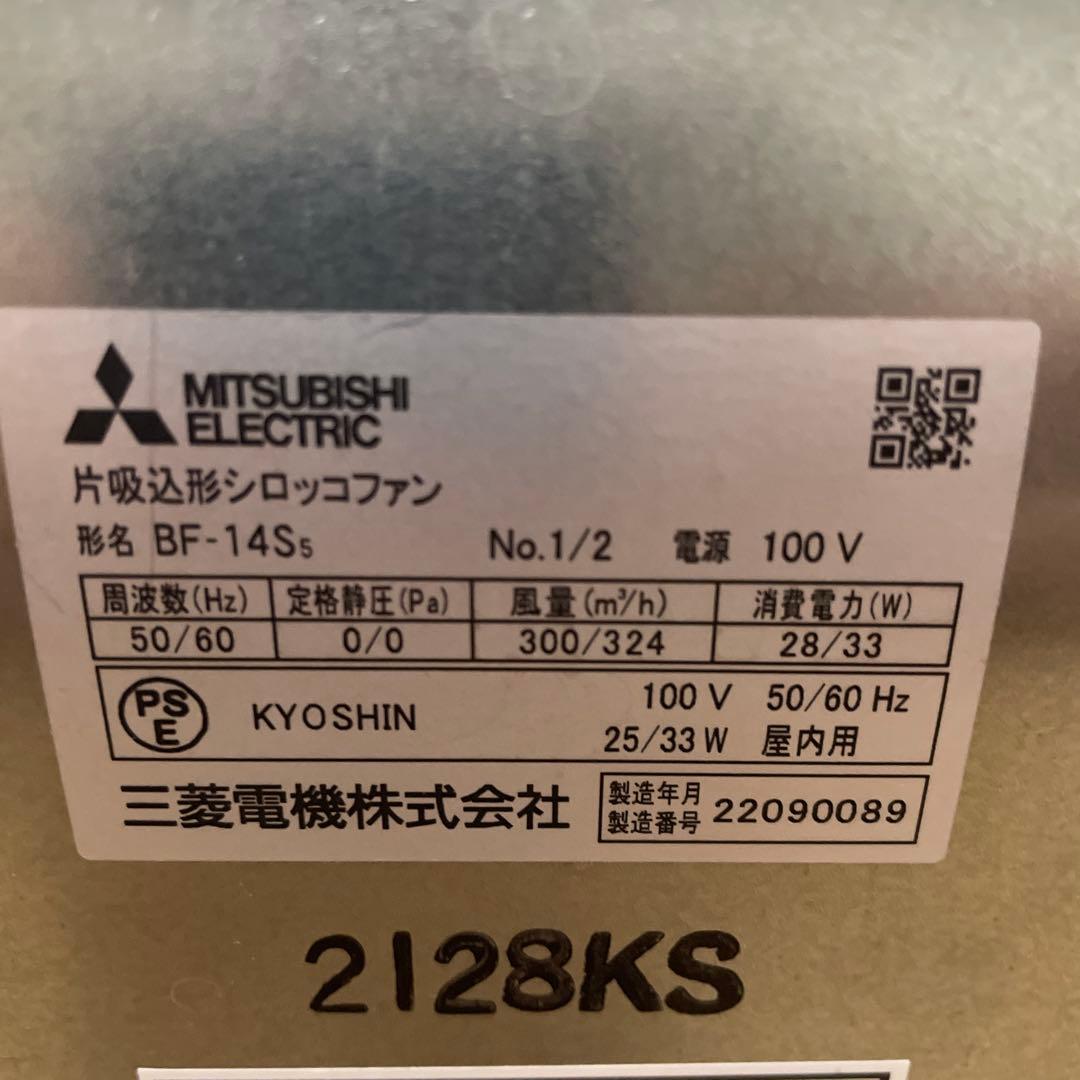 MITSUBISHI
ELECTRIC
片吸込形シロッコファン
形名 BF-14S₅ No.1/2 電源 100 V
周波数(Hz) 定格静圧(Pa) 風量(m³/h) 消費電力(W)
50/60 0/0 300/324 28/33
PS
E
KYOSHIN
100 V 50/60 Hz
25/33 W 屋内用
三菱電機株式会社
製造年月
製造番号 22090089
2128KS